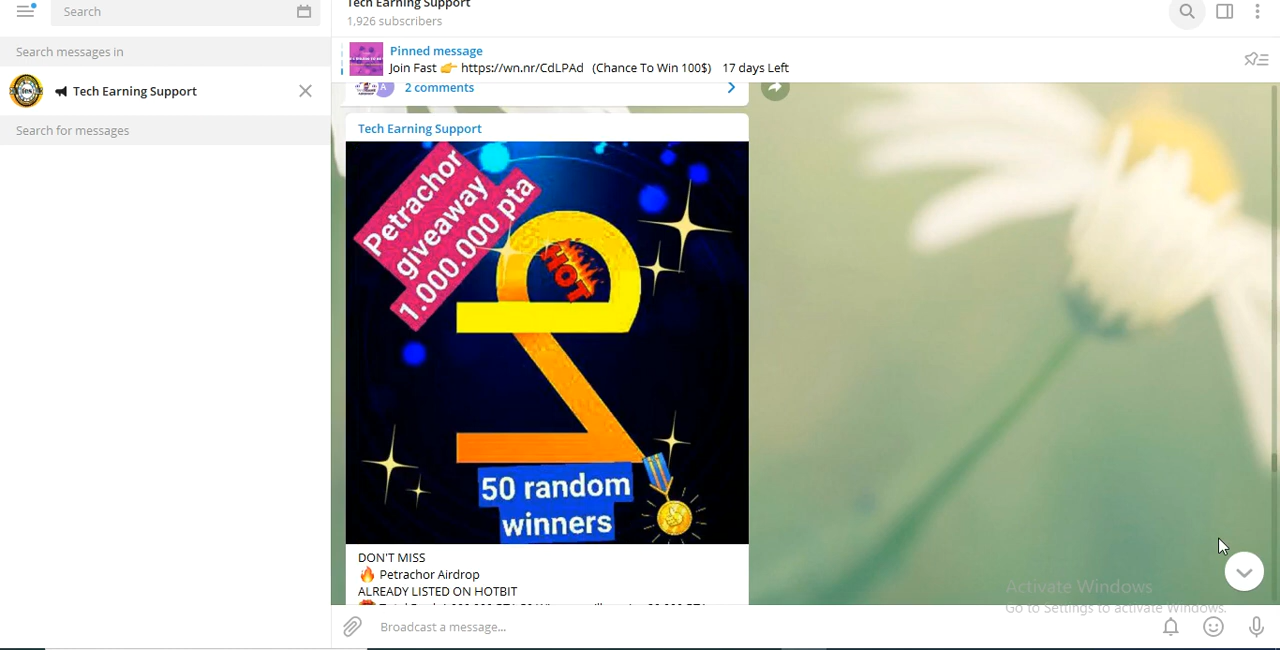 Search
Tech Earning Support
1,926 subscribers
Search messages in
Pinned message
Join Fast 👉 https://wn.nr/CdLPAd (Chance To Win 100$) 17 days Left
Tech Earning Support
Search for messages
A
2 comments
Tech Earning Support
Petrachor
giveaway
1.000.000 pta
HOT
50 random
winners
DON'T MISS
🔥 Petrachor Airdrop
ALREADY LISTED ON HOTBIT
Activate Windows
Go to Settings to activate Windows.
Broadcast a message...